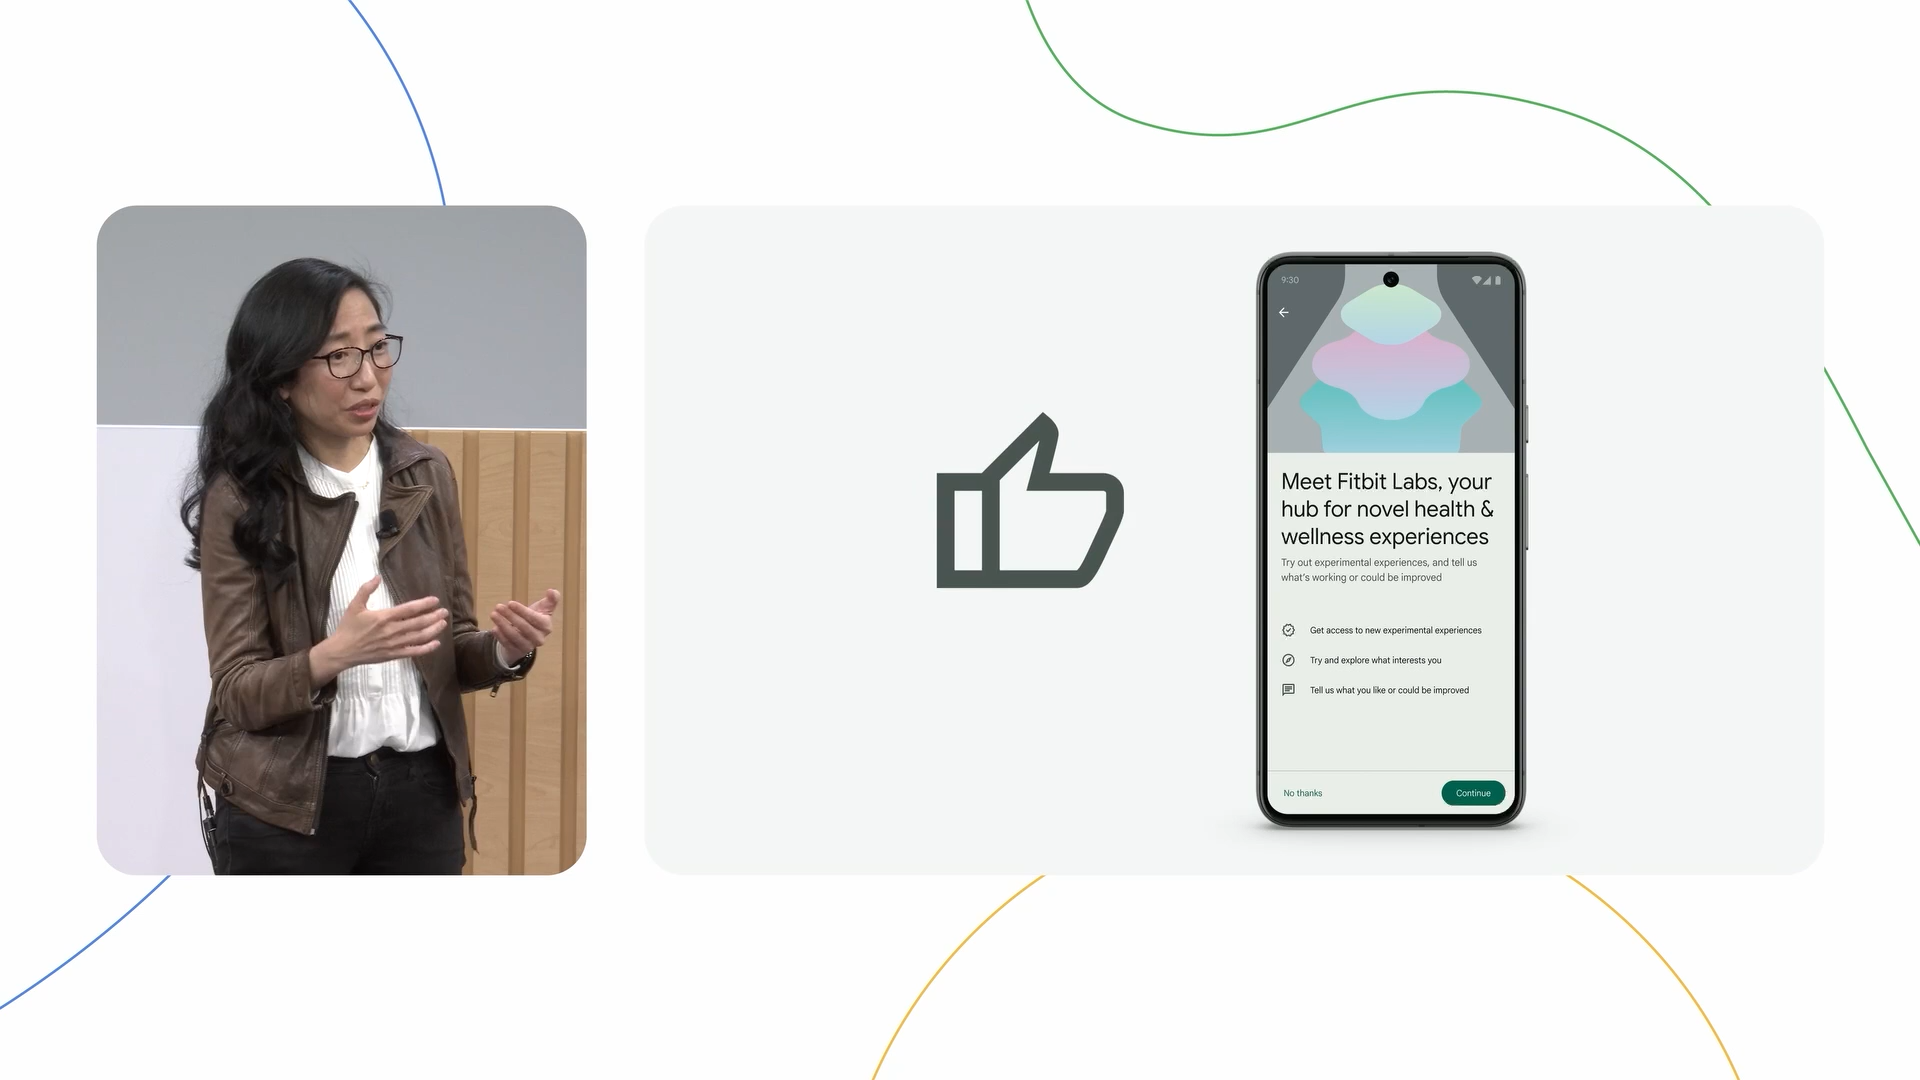 9:30
Meet Fitbit Labs, your
hub for novel health &
wellness experiences
Try out experimental experiences, and tell us
what's working or could be improved
Get access to new experimental experiences
Try and explore what interests you
Tell us what you like or could be improved
No thanks
Continue